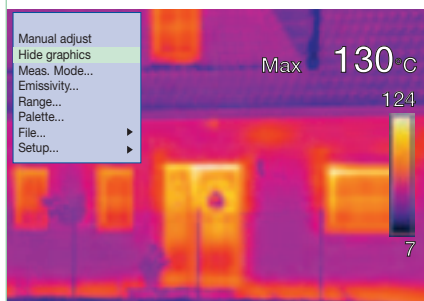 Manual adjust
Hide graphics
Meas. Mode...
Emissivity...
Range...
Palette...
File...
Setup...
Max 130°C
124
7